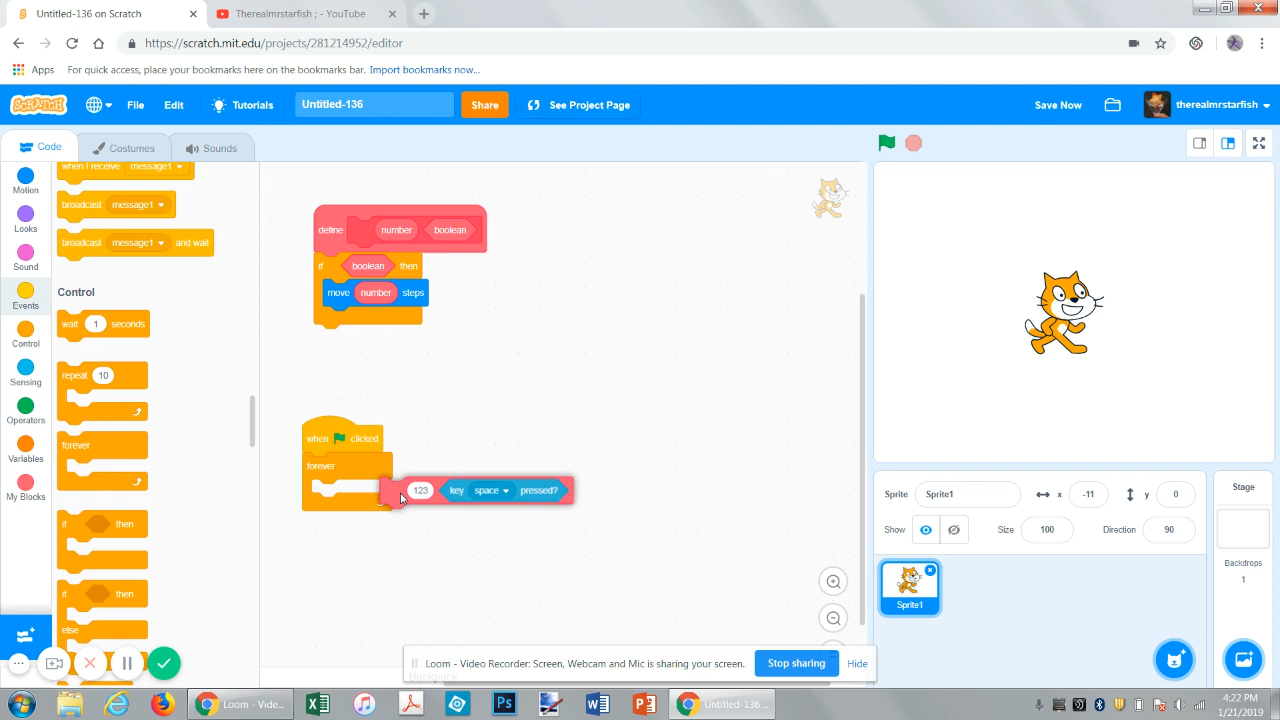 Untitled-136 on Scratch
Therealmrstarfish ; - YouTube
https://scratch.mit.edu/projects/281214952/editor
Apps For quick access, place your bookmarks here on the bookmarks bar. Import bookmarks now...
SCRATCH File Edit Tutorials Untitled-136 Share See Project Page Save Now therealmrstarfish
Code Costumes Sounds
Motion
Looks
Sound
Events
Control
Sensing
Operators
Variables
My Blocks
when I receive message1
broadcast message1
broadcast message1 and wait
Control
wait 1 seconds
repeat 10
forever
if then
if then
else
define number boolean
if boolean then
move number steps
when clicked
forever
123 key space pressed?
Sprite Sprite1 x -11 y 0
Show Size 100 Direction 90
Sprite1
Stage
Backdrops
1
Loom - Video Recorder: Screen, Webcam and Mic is sharing your screen. Stop sharing Hide
Backpack
Loom - Vide...
Untitled-136 ...
4:22 PM
1/21/2019